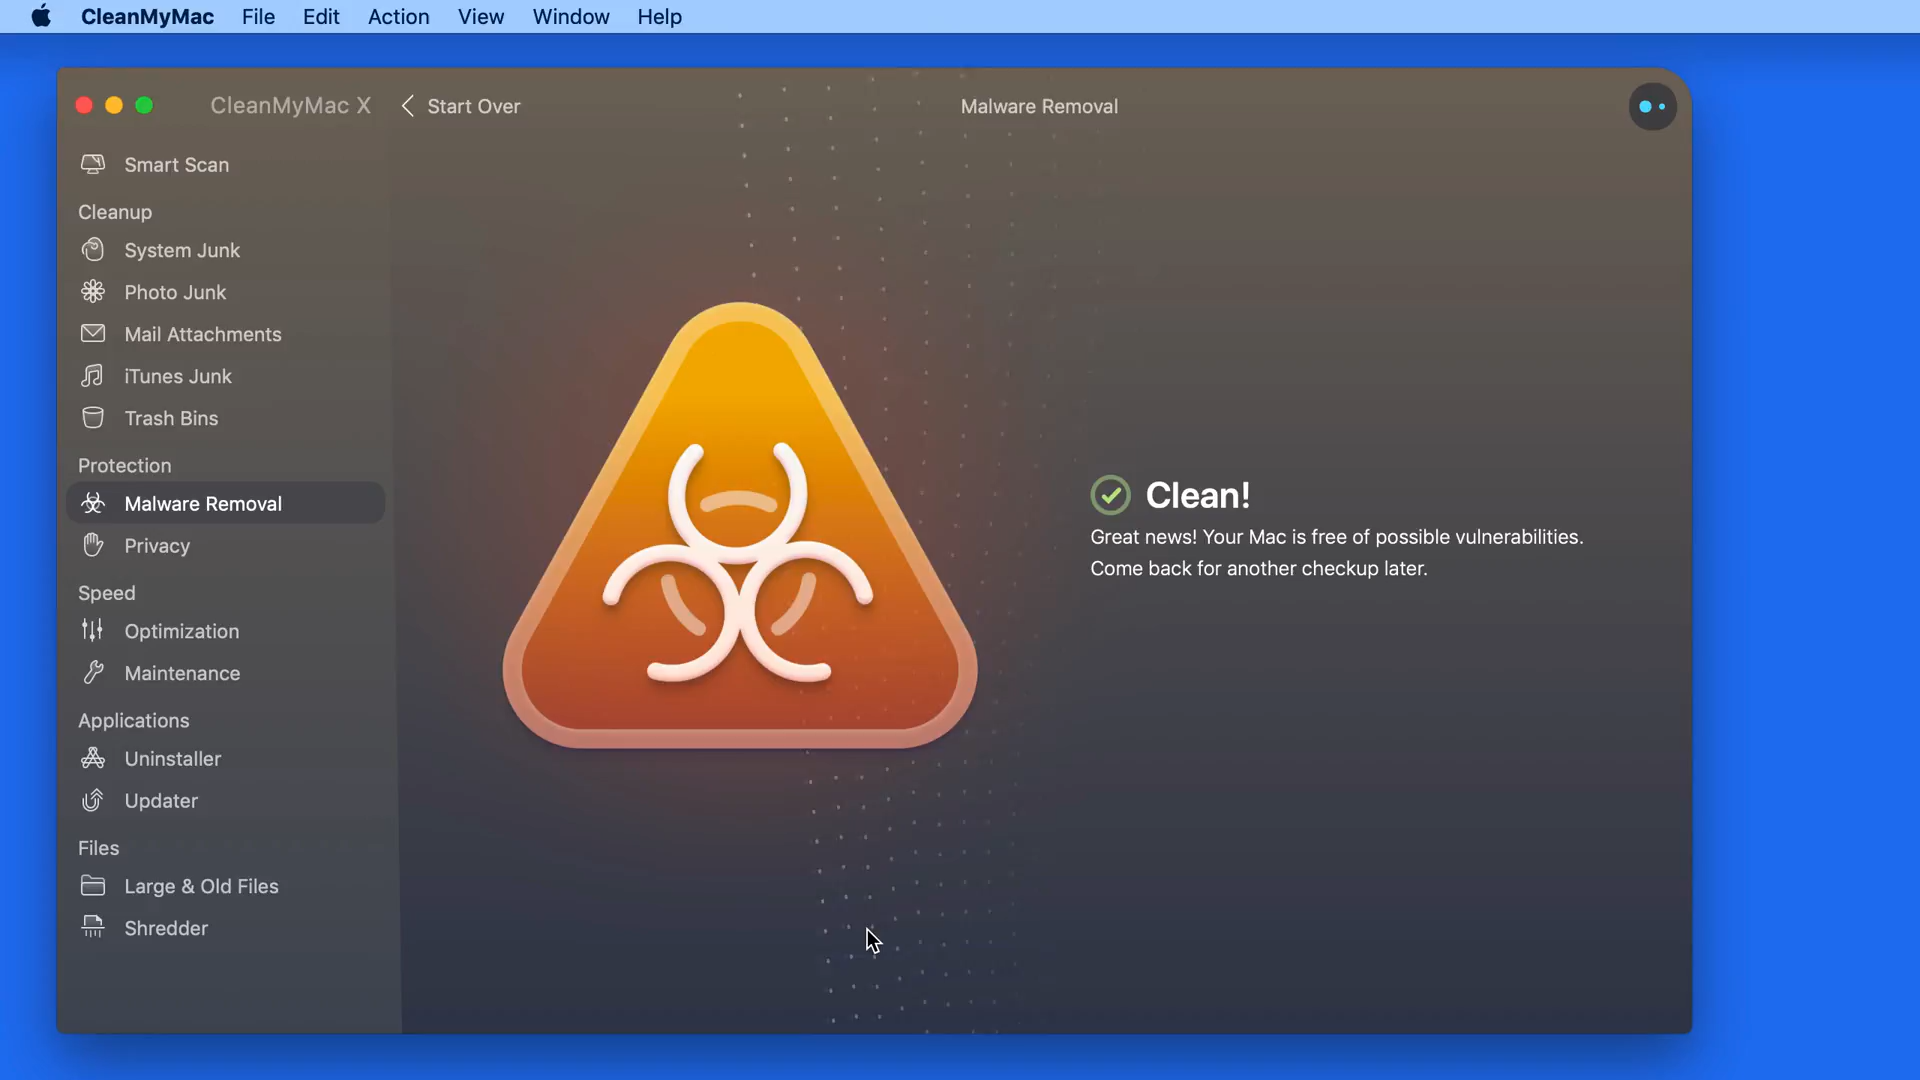 CleanMyMac File Edit Action View Window Help
CleanMyMac X
Start Over
Malware Removal
Smart Scan
Cleanup
System Junk
Photo Junk
Mail Attachments
iTunes Junk
Trash Bins
Protection
Malware Removal
Privacy
Speed
Optimization
Maintenance
Applications
Uninstaller
Updater
Files
Large & Old Files
Shredder
Clean!
Great news! Your Mac is free of possible vulnerabilities.
Come back for another checkup later.